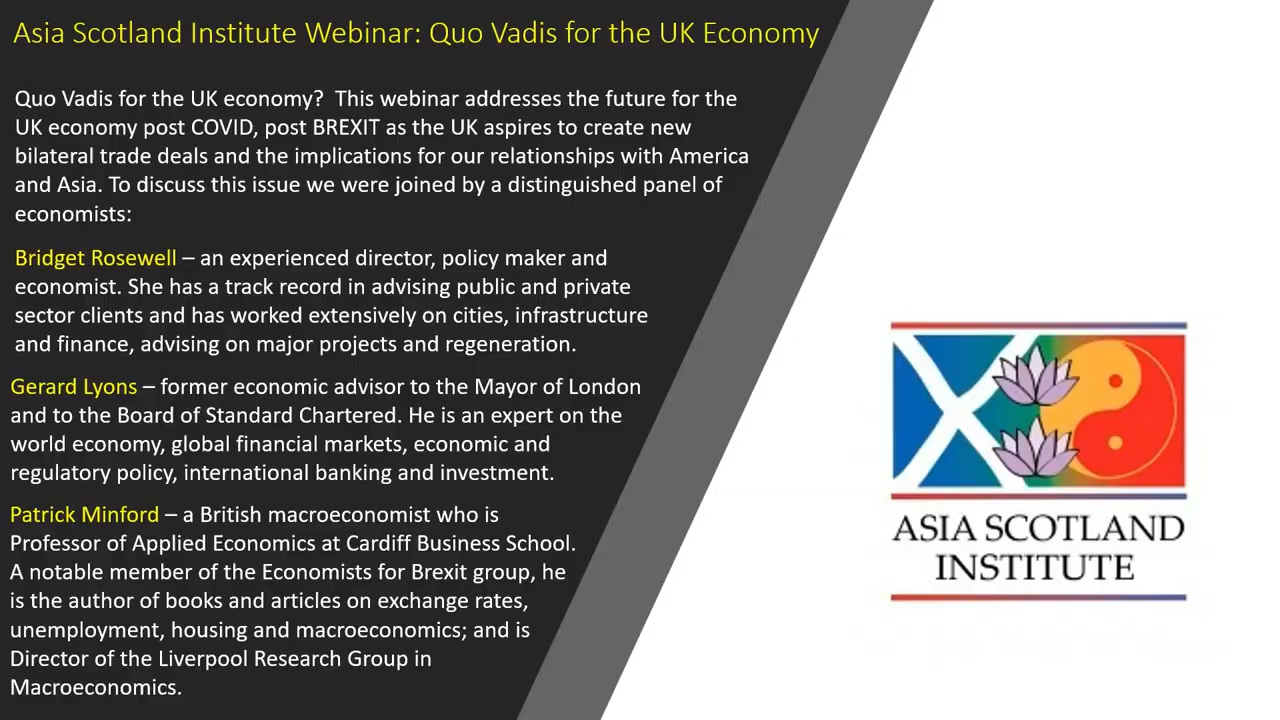 Asia Scotland Institute Webinar: Quo Vadis for the UK Economy
Quo Vadis for the UK economy?  This webinar addresses the future for the
UK economy post COVID, post BREXIT as the UK aspires to create new
bilateral trade deals and the implications for our relationships with America
and Asia. To discuss this issue we were joined by a distinguished panel of
economists:
Bridget Rosewell – an experienced director, policy maker and
economist. She has a track record in advising public and private
sector clients and has worked extensively on cities, infrastructure
and finance, advising on major projects and regeneration.
Gerard Lyons – former economic advisor to the Mayor of London
and to the Board of Standard Chartered. He is an expert on the
world economy, global financial markets, economic and
regulatory policy, international banking and investment.
Patrick Minford – a British macroeconomist who is
Professor of Applied Economics at Cardiff Business School.
A notable member of the Economists for Brexit group, he
is the author of books and articles on exchange rates,
unemployment, housing and macroeconomics; and is
Director of the Liverpool Research Group in
Macroeconomics.
ASIA SCOTLAND
INSTITUTE